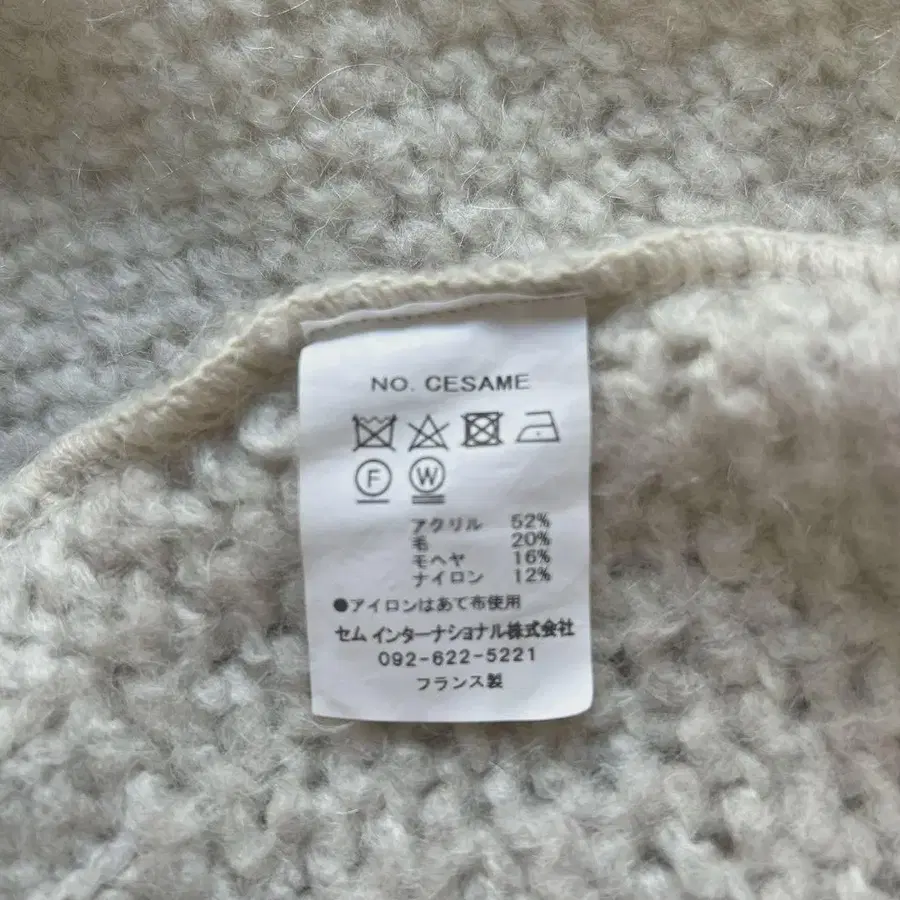 NO. CESAME
F W
アクリル 52%
毛 20%
モヘヤ 16%
ナイロン 12%
●アイロンはあて布使用
セム インターナショナル株式会社
092-622-5221
フランス製